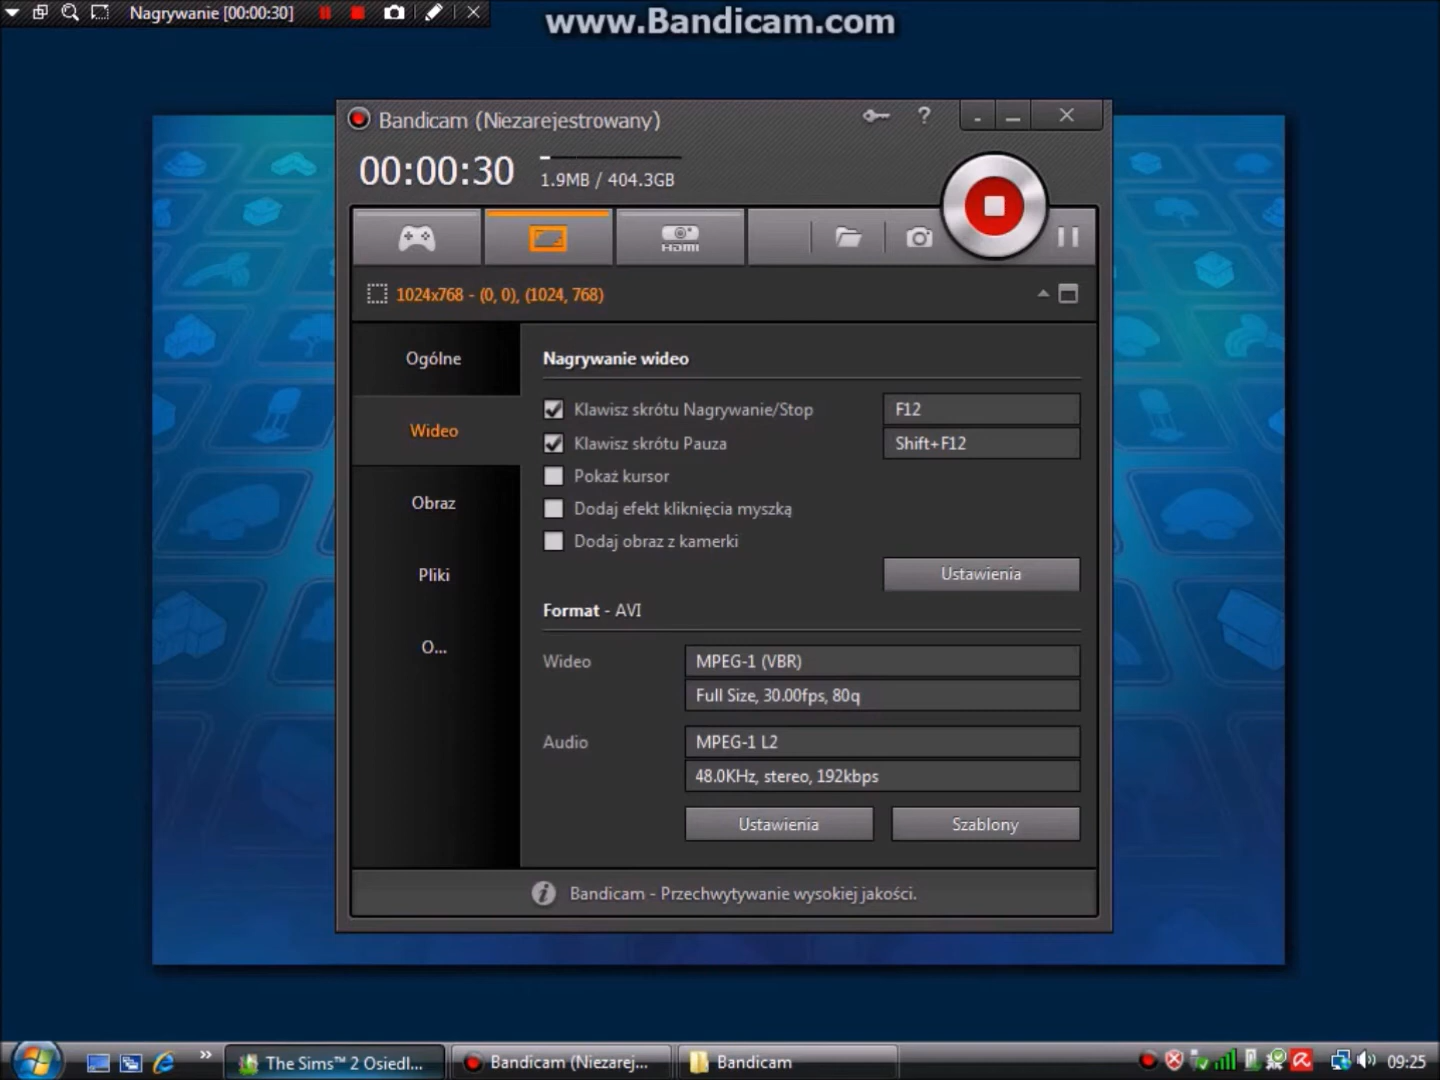 Nagrywanie [00:00:30]
www.Bandicam.com
Bandicam (Niezarejestrowany)
?
00:00:30
1.9MB / 404.3GB
HDMI
1024x768 - (0, 0), (1024, 768)
Ogólne
Wideo
Obraz
Pliki
O...
Nagrywanie wideo
Klawisz skrótu Nagrywanie/Stop
F12
Klawisz skrótu Pauza
Shift+F12
Pokaż kursor
Dodaj efekt kliknięcia myszką
Dodaj obraz z kamerki
Ustawienia
Format - AVI
Wideo
MPEG-1 (VBR)
Full Size, 30.00fps, 80q
Audio
MPEG-1 L2
48.0KHz, stereo, 192kbps
Ustawienia
Szablony
Bandicam - Przechwytywanie wysokiej jakości.
The Sims™ 2 Osiedl...
Bandicam (Niezarej...
Bandicam
09:25